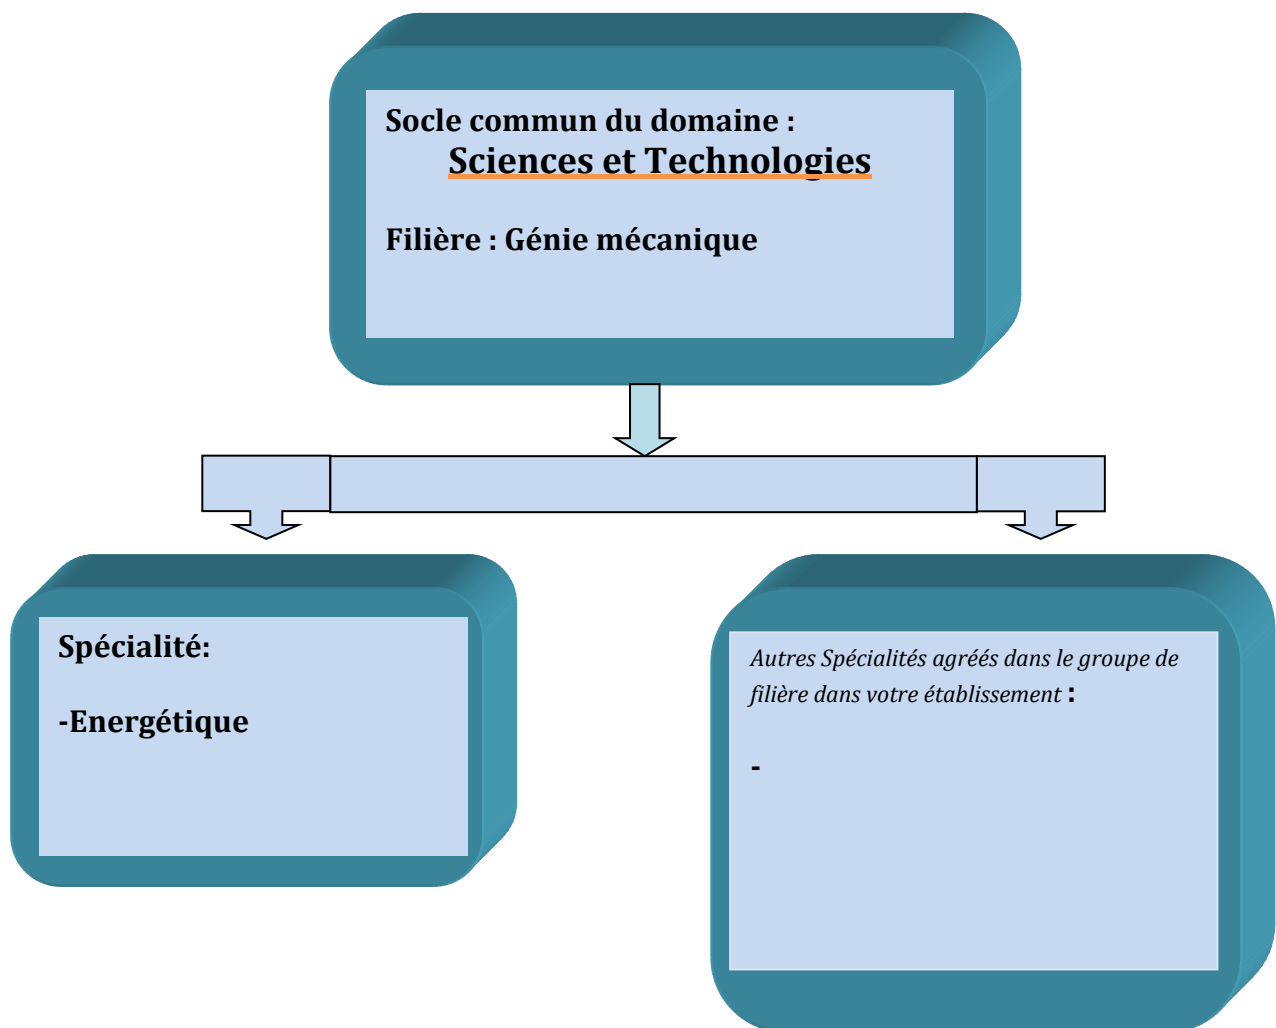 Socle commun du domaine :
Sciences et Technologies
Filière : Génie mécanique
Spécialité:
-Energétique
Autres Spécialités agréés dans le groupe de
filière dans votre établissement :
-